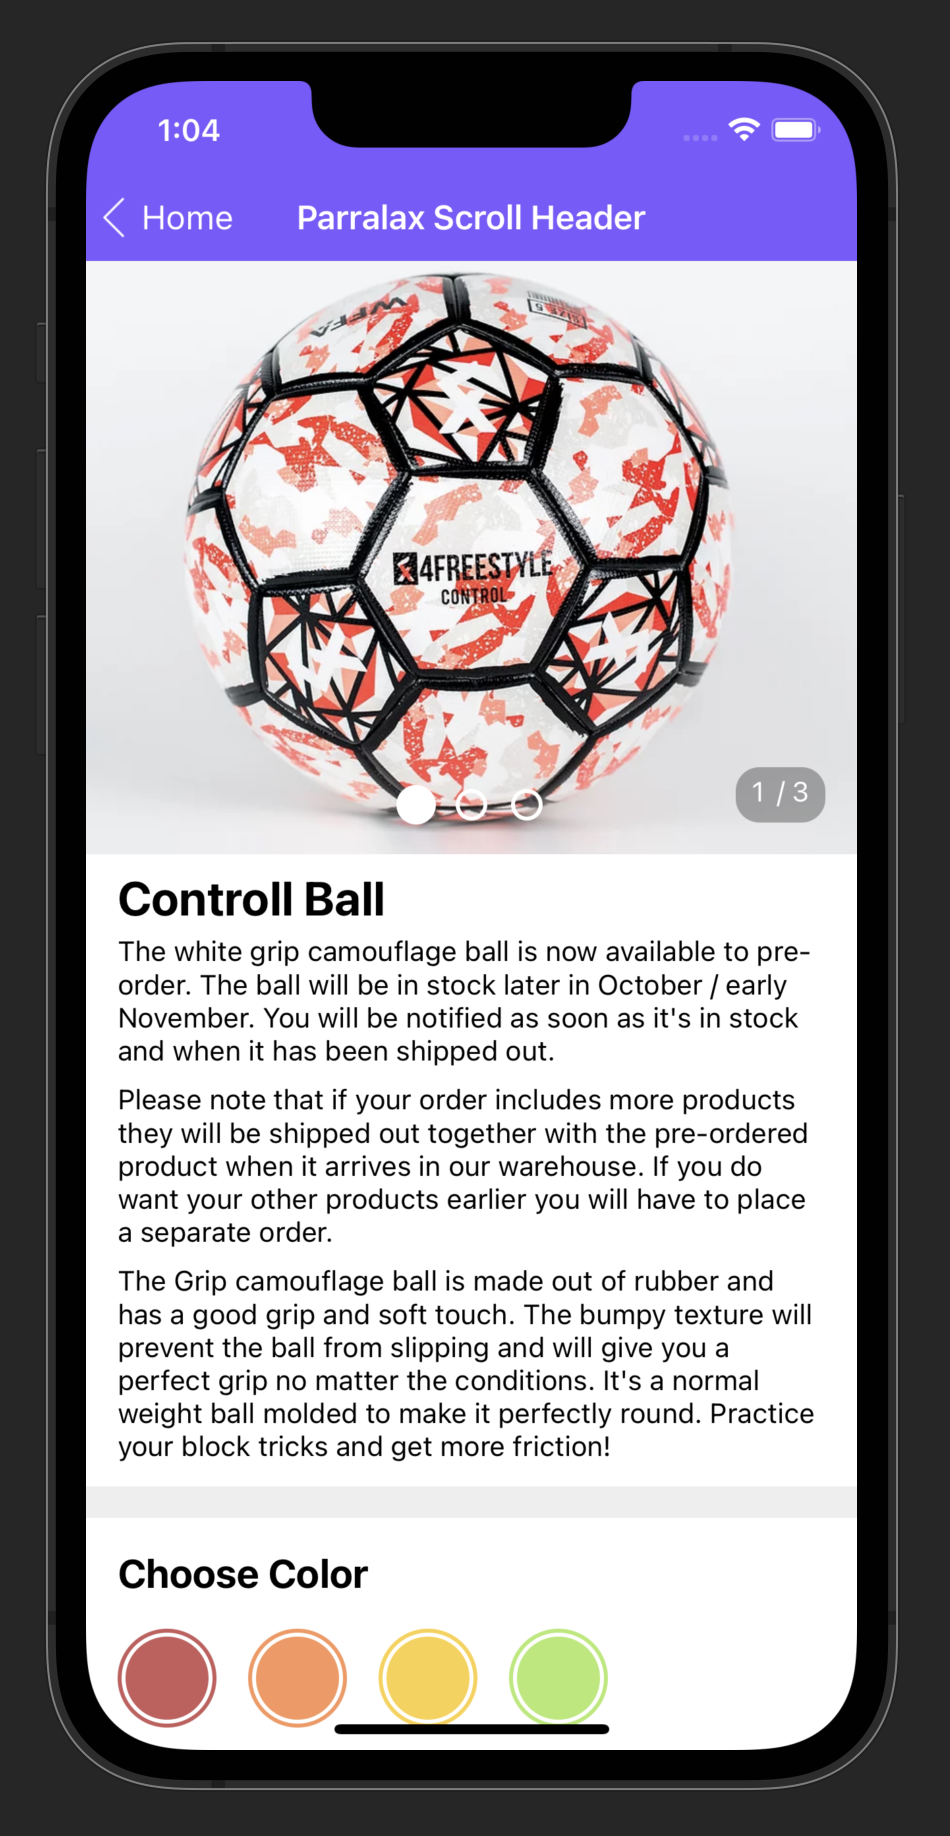 1:04
Home
Parralax Scroll Header
WFFA
SIZE 5
4FREESTYLE
CONTROL
1 / 3
Controll Ball
The white grip camouflage ball is now available to pre-
order. The ball will be in stock later in October / early
November. You will be notified as soon as it's in stock
and when it has been shipped out.
Please note that if your order includes more products
they will be shipped out together with the pre-ordered
product when it arrives in our warehouse. If you do
want your other products earlier you will have to place
a separate order.
The Grip camouflage ball is made out of rubber and
has a good grip and soft touch. The bumpy texture will
prevent the ball from slipping and will give you a
perfect grip no matter the conditions. It's a normal
weight ball molded to make it perfectly round. Practice
your block tricks and get more friction!
Choose Color